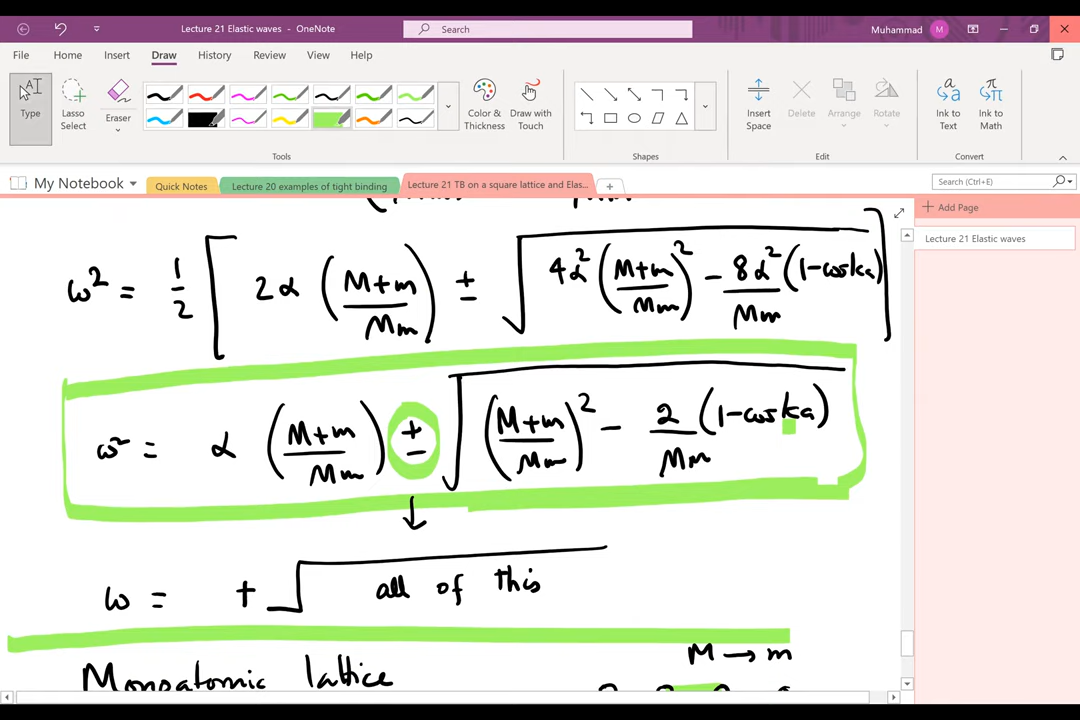 Lecture 21 Elastic waves - OneNote
Search
Muhammad M
File Home Insert Draw History Review View Help
Type
Lasso Select
Eraser
Color & Thickness
Draw with Touch
Insert Space
Delete
Arrange
Rotate
Ink to Text
Ink to Math
Tools Shapes Edit Convert
My Notebook Quick Notes Lecture 20 examples of tight binding Lecture 21 TB on a square lattice and Elas... Search (Ctrl+E)
Add Page
Lecture 21 Elastic waves
ω² = 1/2 [ 2α (M+m / Mm) ± √( 4α² (M+m / Mm)² − 8α² / Mm (1−coska) ) ]
ω² = α (M+m / Mm) ± √( (M+m / Mm)² − 2 / Mm (1−coska) )
↓
ω = + √ all of this
M → m
Monoatomic lattice